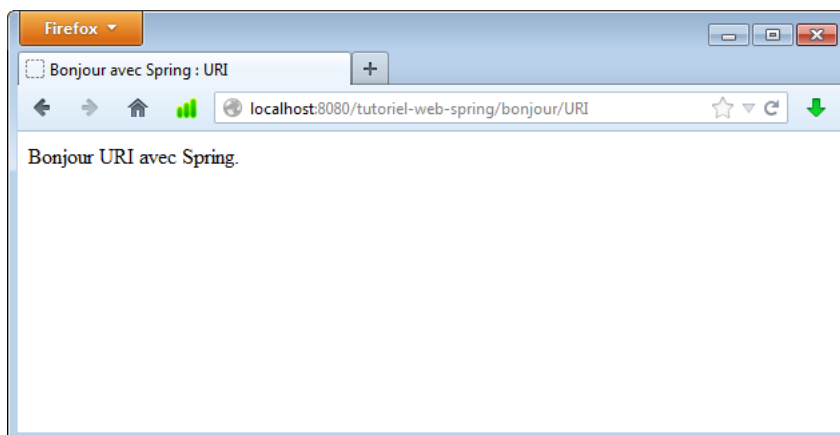 Firefox
Bonjour avec Spring : URI
localhost:8080/tutoriel-web-spring/bonjour/URI
Bonjour URI avec Spring.